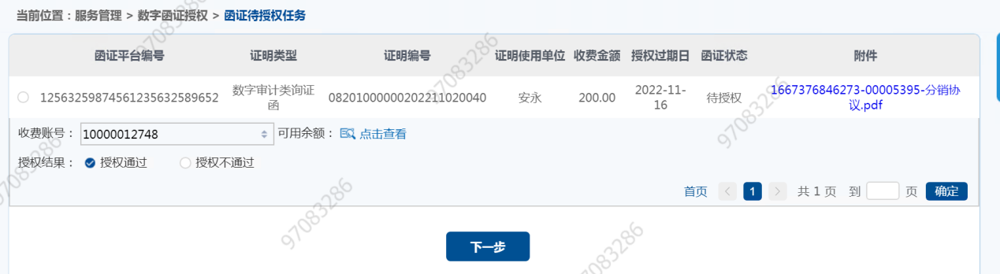 当前位置：服务管理 > 数字函证授权 > 函证待授权任务
函证平台编号 证明类型 证明编号 证明使用单位 收费金额 授权过期日 函证状态 附件
12563259874561235632589652 数字审计类询证函 08201000000202211020040 安永 200.00 2022-11-16 待授权 1667376846273-00005395-分销协议.pdf
收费账号： 10000012748 可用余额： 点击查看
授权结果： 授权通过 授权不通过
首页 < 1 > 共 1 页 到 页 确定
下一步
97083286
97083286
97083286
97083286
97083286
97083286